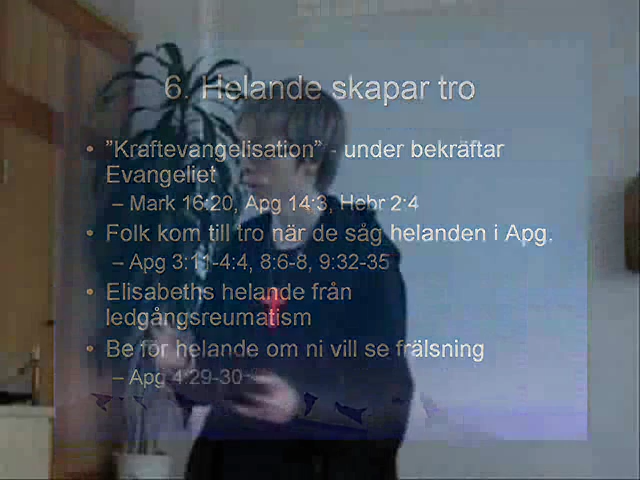 6. Helande skapar tro
• ”Kraftevangelisation” - under bekräftar
Evangeliet
– Mark 16:20, Apg 14:3, Hebr 2:4
• Folk kom till tro när de såg helanden i Apg.
– Apg 3:11-4:4, 8:6-8, 9:32-35
• Elisabeths helande från
ledgångsreumatism
• Be för helande om ni vill se frälsning
– Apg 4:29-30